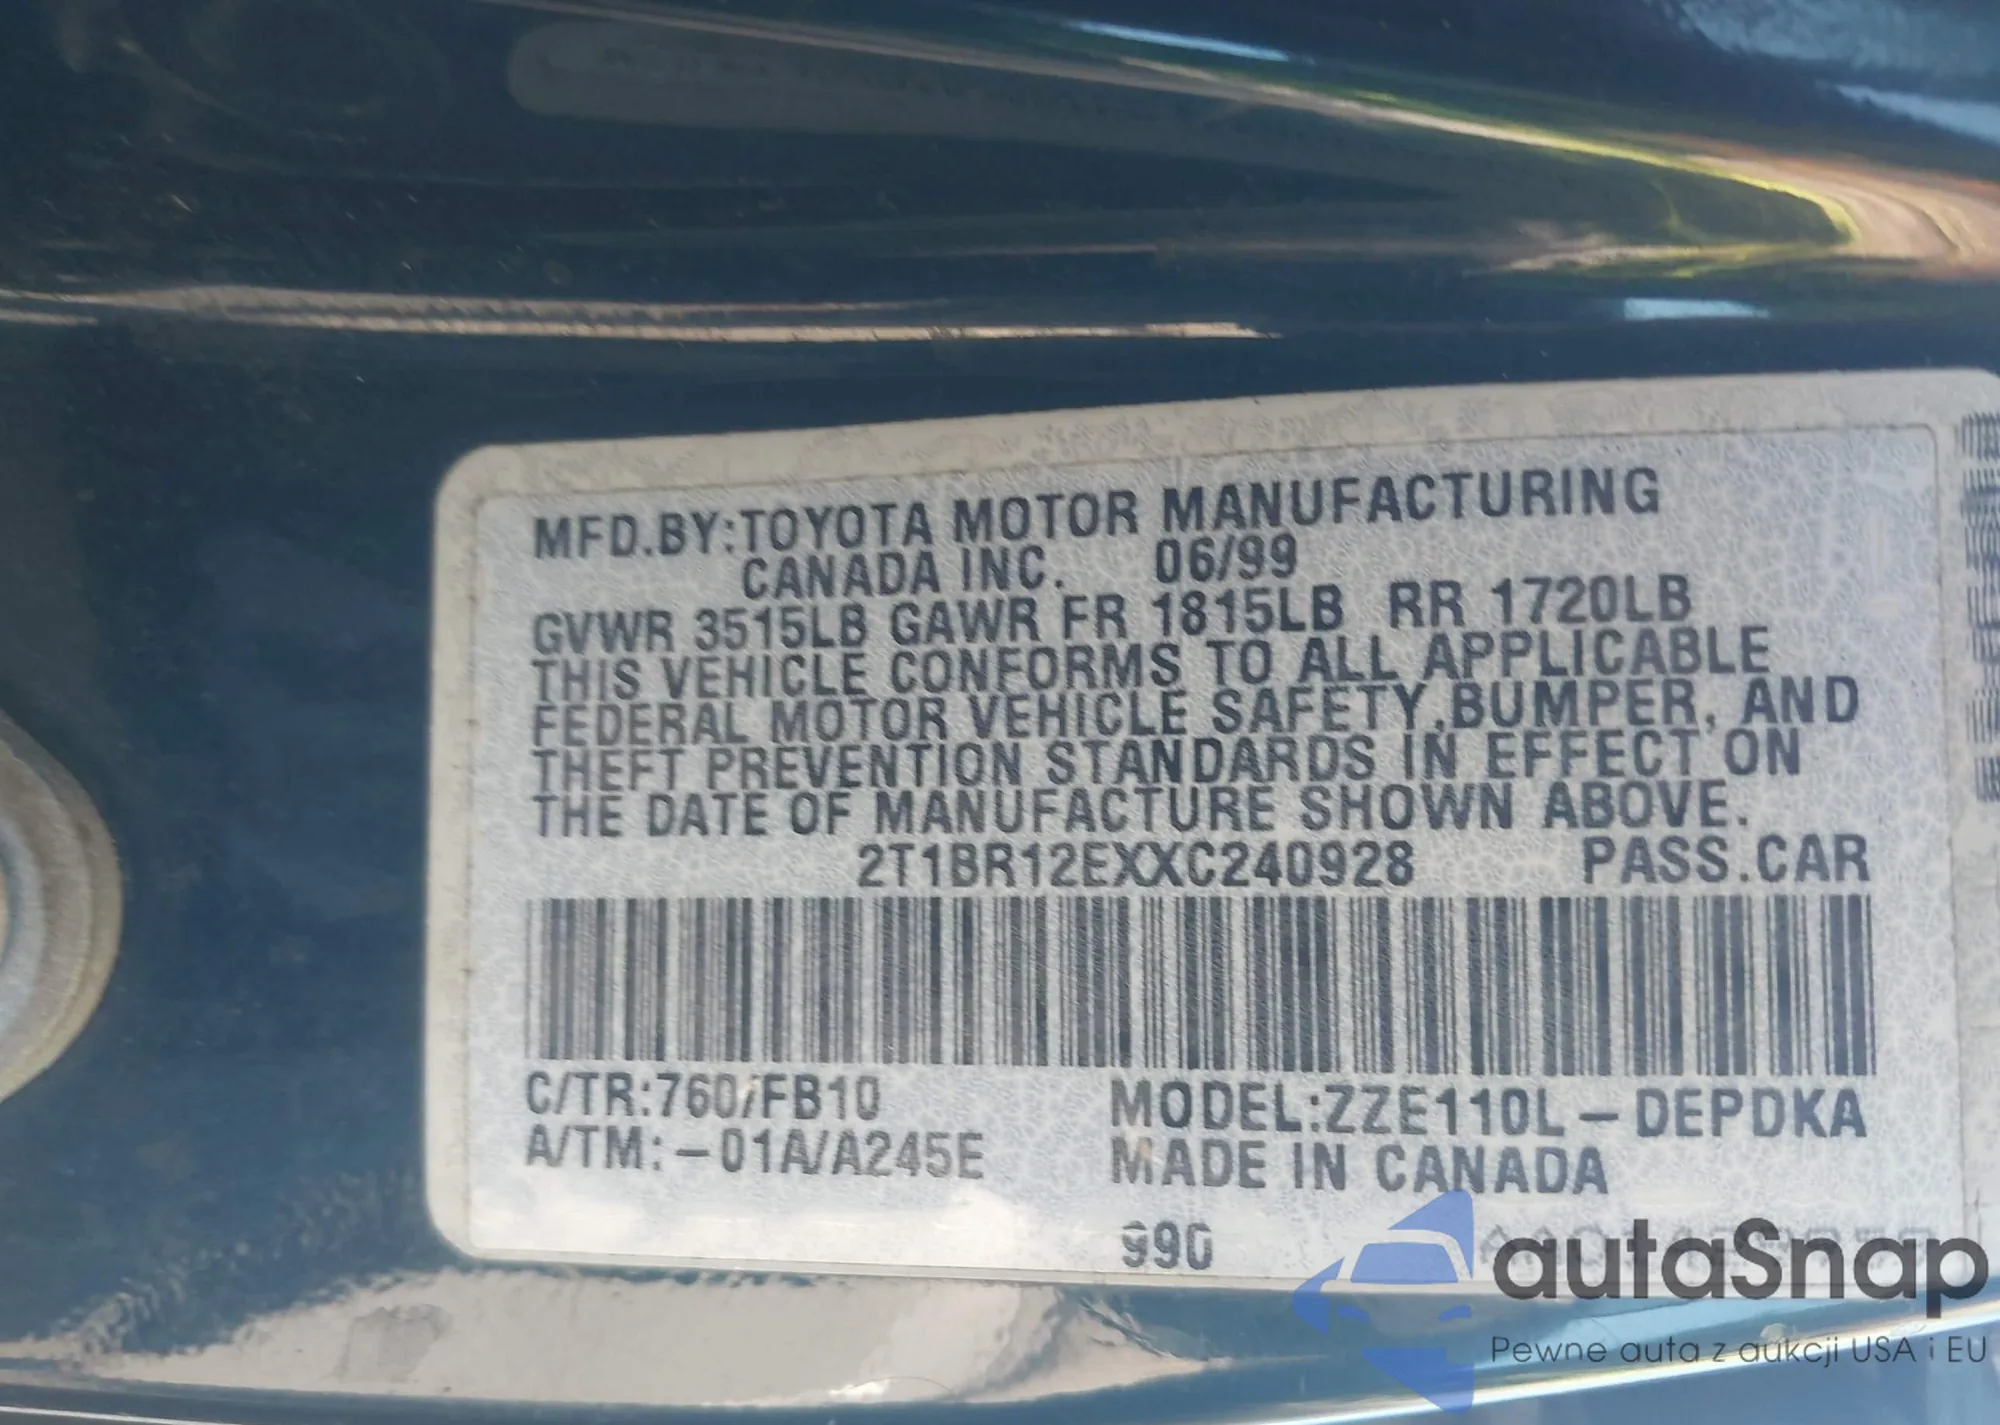 MFD.BY:TOYOTA MOTOR MANUFACTURING
CANADA INC. 06/99
GVWR 3515LB GAWR FR 1815LB RR 1720LB
THIS VEHICLE CONFORMS TO ALL APPLICABLE
FEDERAL MOTOR VEHICLE SAFETY,BUMPER, AND
THEFT PREVENTION STANDARDS IN EFFECT ON
THE DATE OF MANUFACTURE SHOWN ABOVE.
2T1BR12EXXC240928 PASS.CAR
C/TR:760/FB10 MODEL:ZZE110L-DEPDKA
A/TM:-01A/A245E MADE IN CANADA
990
autaSnap
Pewne auta z aukcji USA i EU